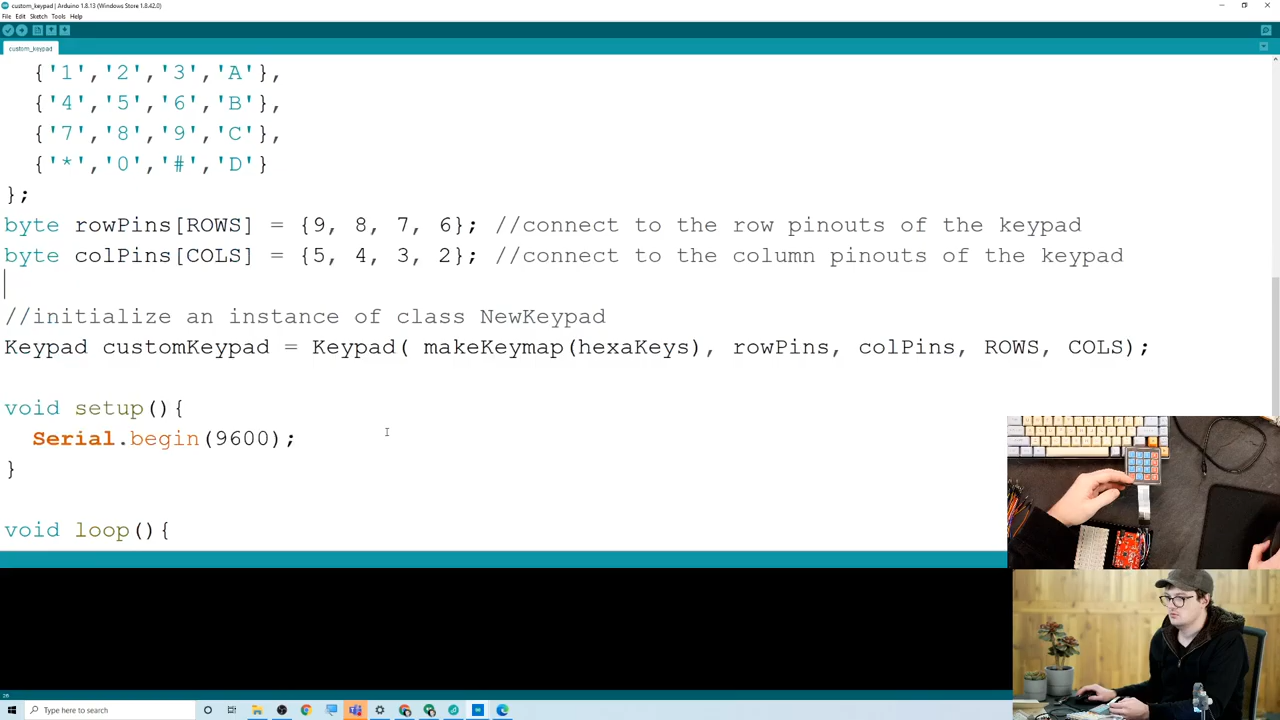 custom_keypad | Arduino 1.8.13 (Windows Store 1.8.42.0)
File Edit Sketch Tools Help
custom_keypad
{'1','2','3','A'},
{'4','5','6','B'},
{'7','8','9','C'},
{'*','0','#','D'}
};
byte rowPins[ROWS] = {9, 8, 7, 6}; //connect to the row pinouts of the keypad
byte colPins[COLS] = {5, 4, 3, 2}; //connect to the column pinouts of the keypad
//initialize an instance of class NewKeypad
Keypad customKeypad = Keypad( makeKeymap(hexaKeys), rowPins, colPins, ROWS, COLS);
void setup(){
Serial.begin(9600);
}
void loop(){
Type here to search